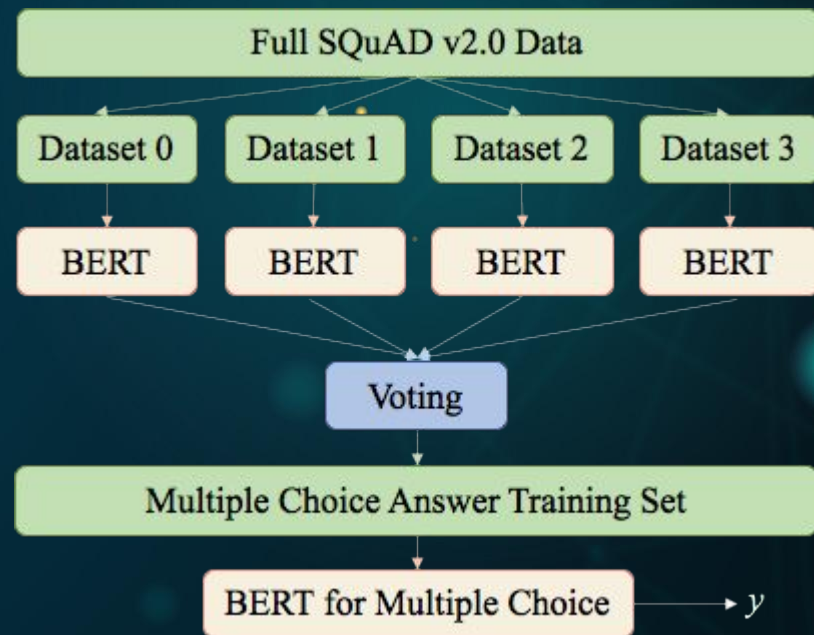 Full SQuAD v2.0 Data
Dataset 0
Dataset 1
Dataset 2
Dataset 3
BERT
BERT
BERT
BERT
Voting
Multiple Choice Answer Training Set
BERT for Multiple Choice
y